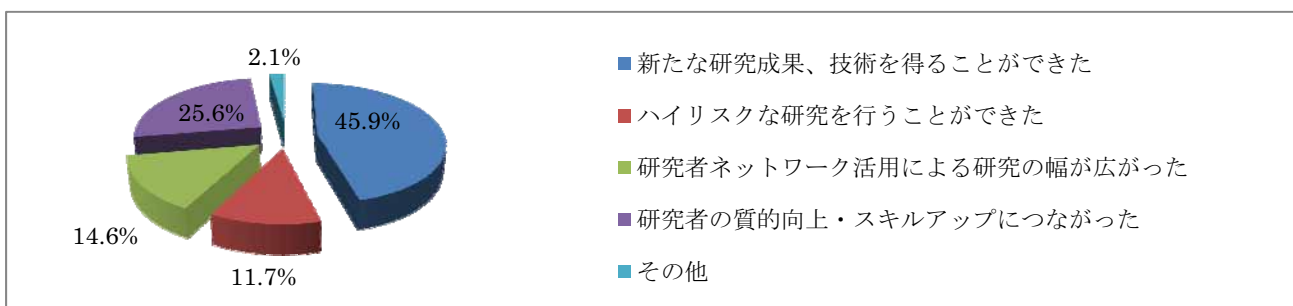 2.1%
25.6%
45.9%
14.6%
11.7%
新たな研究成果、技術を得ることができた
ハイリスクな研究を行うことができた
研究者ネットワーク活用による研究の幅が広がった
研究者の質的向上・スキルアップにつながった
その他